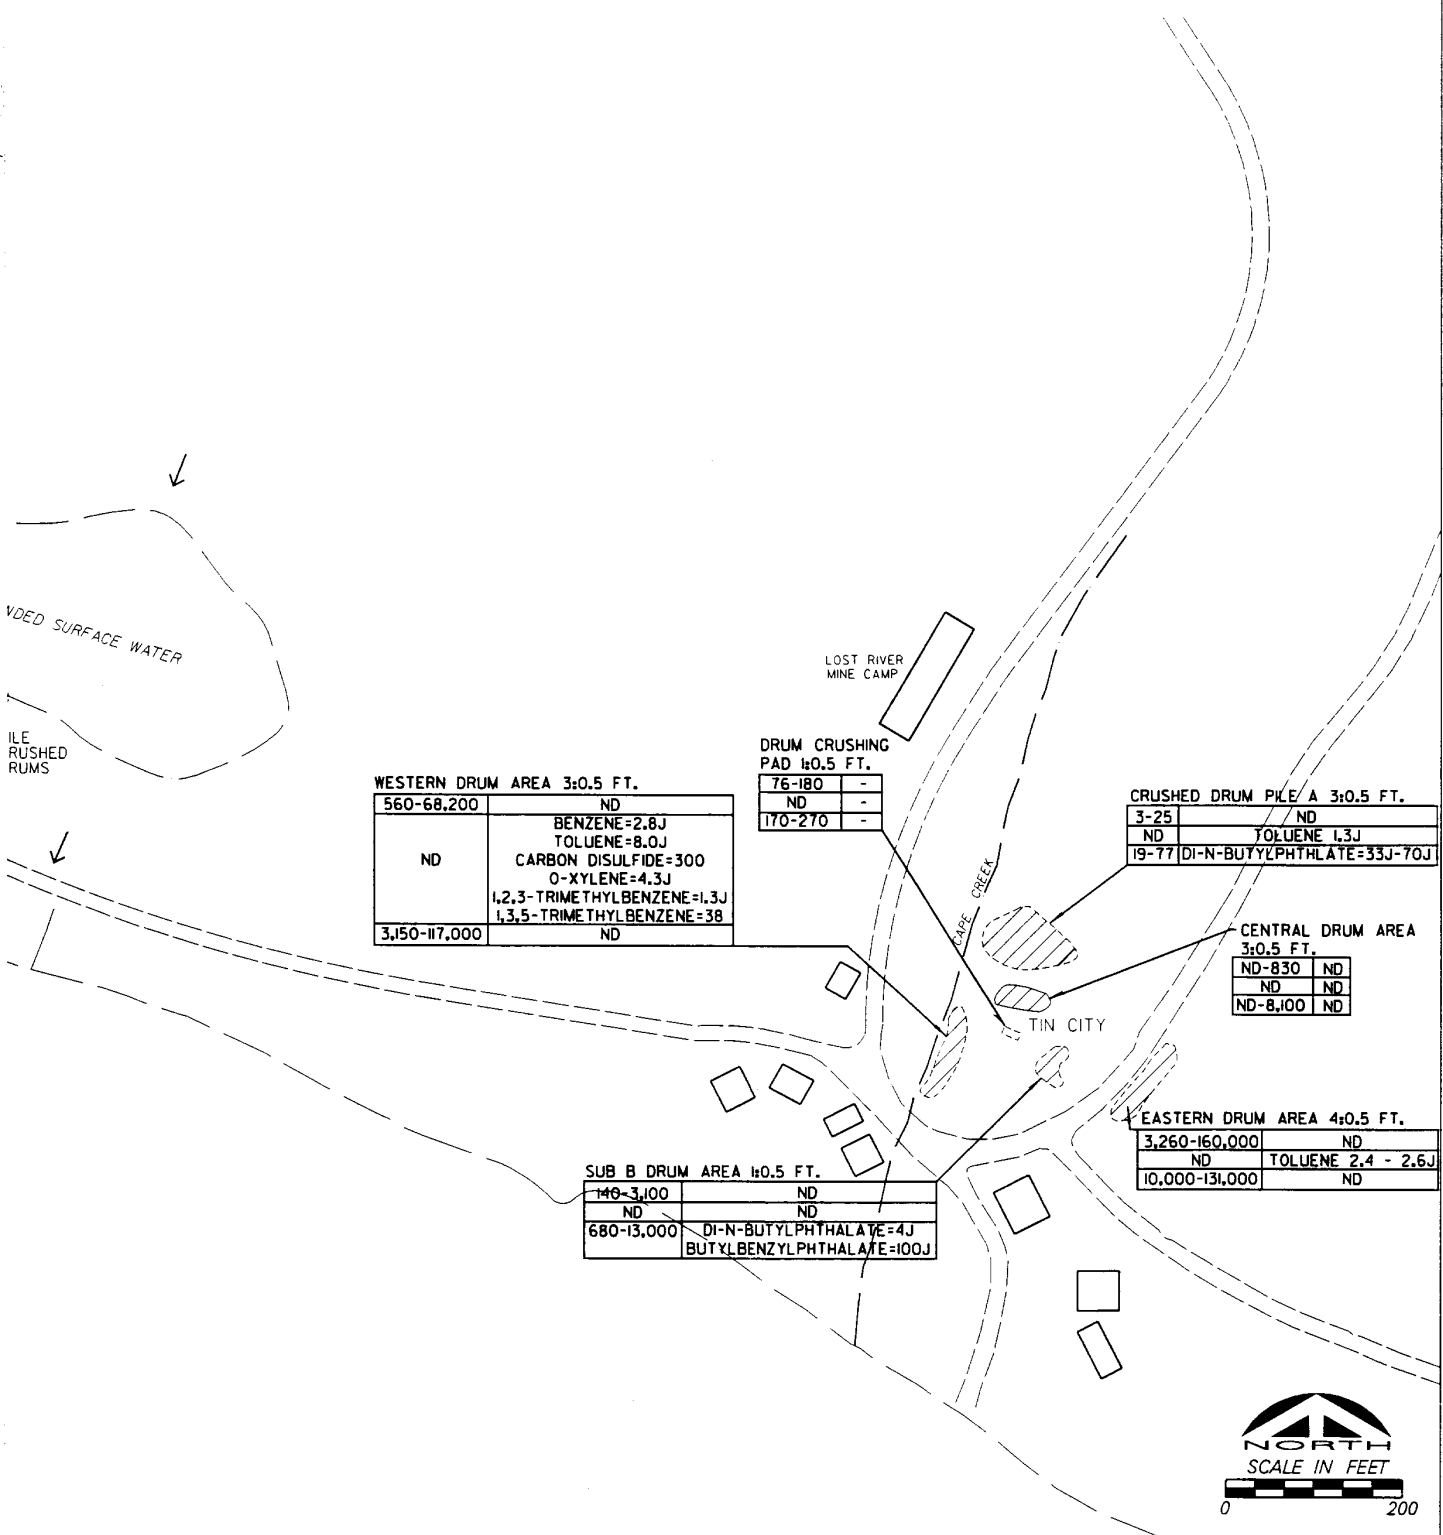 NDED SURFACE WATER
ILE
RUSHED
RUMS
LOST RIVER
MINE CAMP
DRUM CRUSHING
PAD 1:0.5 FT.
76-180 -
ND -
170-270 -
WESTERN DRUM AREA 3:0.5 FT.
560-68,200 ND
BENZENE=2.8J
TOLUENE=8.0J
ND CARBON DISULFIDE=300
O-XYLENE=4.3J
1,2,3-TRIMETHYLBENZENE=1.3J
1,3,5-TRIMETHYLBENZENE=38
3,150-117,000 ND
CRUSHED DRUM PILE A 3:0.5 FT.
3-25 ND
ND TOLUENE 1.3J
19-77 DI-N-BUTYLPHTHLATE=33J-70J
CAPE CREEK
CENTRAL DRUM AREA
3:0.5 FT.
ND-830 ND
ND ND
ND-8,100 ND
TIN CITY
EASTERN DRUM AREA 4:0.5 FT.
3,260-160,000 ND
ND TOLUENE 2.4 - 2.6J
10,000-131,000 ND
SUB B DRUM AREA 1:0.5 FT.
140-3,100 ND
ND ND
680-13,000 DI-N-BUTYLPHTHALATE=4J
BUTYLBENZYLPHTHALATE=100J
NORTH
SCALE IN FEET
0 200